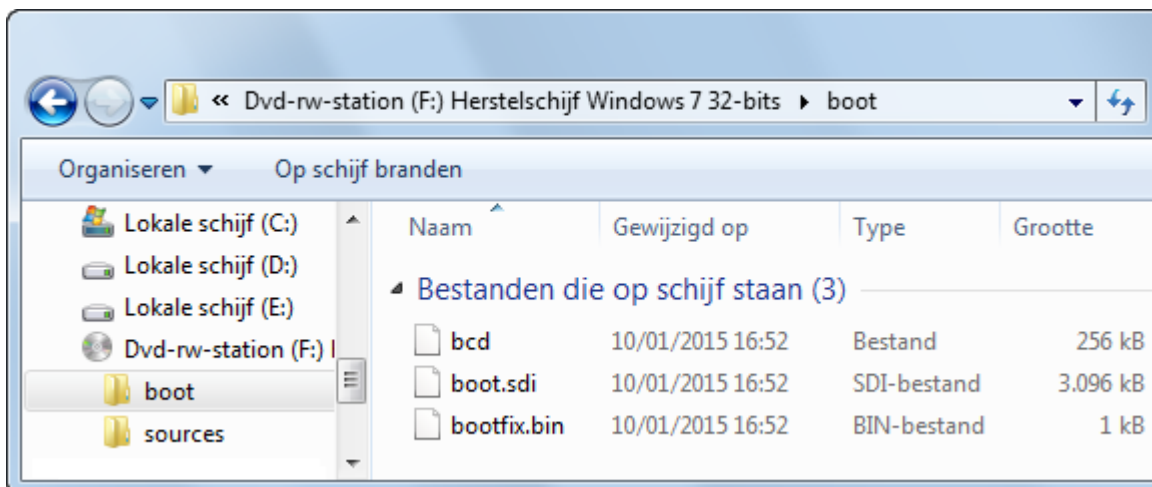 « Dvd-rw-station (F:) Herstelschijf Windows 7 32-bits ▸ boot
Organiseren Op schijf branden
Lokale schijf (C:)
Lokale schijf (D:)
Lokale schijf (E:)
Dvd-rw-station (F:)
boot
sources
Naam Gewijzigd op Type Grootte
Bestanden die op schijf staan (3)
bcd 10/01/2015 16:52 Bestand 256 kB
boot.sdi 10/01/2015 16:52 SDI-bestand 3.096 kB
bootfix.bin 10/01/2015 16:52 BIN-bestand 1 kB